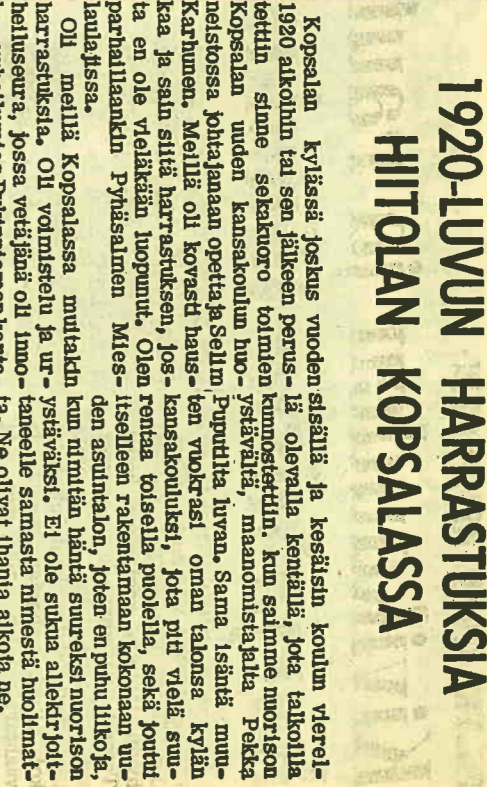 1920-LUVUN HARRASTUKSIA
HIITOLAN KOPSALASSA
Kopsalan kylässä joskus vuoden
1920 alkoihin tai sen jälkeen perus-
tettiin sinne sekakuoro toimien
Kopsalan uuden kansakoulun huo-
neistossa johtajanaan opettaja Selim
Karhunen. Meillä oli kovasti haus-
kaa ja sain siitä harrastuksen, jos-
ta en ole vieläkään luopunut. Olen
parhaillaankin Pyhäsalmen Mies-
laulajissa.
Oli meillä Kopsalassa muitakin
harrastuksia. Oli voimistelu ja ur-
heiluseura, jossa vetäjänä oli inno-
sisällä ja kesäisin koulun vierel-
lä olevalla kentällä, jota talkoilla
kunnostettiin. kun saimme nuorison
ystävältä, maanomistajalta Pekka
Puputilta luvan. Sama isäntä muu-
ten vuokrasi oman talonsa kylän
kansakouluksi, jota piti vielä suu-
rentaa toisella puolella, sekä joutui
itselleen rakentamaan kokonaan uu-
den asuintalon, joten en puhu liikoja,
kun nimitän häntä suureksi nuorison
ystäväksi. Ei ole sukua allekirjoit-
taneelle samasta nimestä huolimat-
ta. Ne olivat ihania aikoja ne.